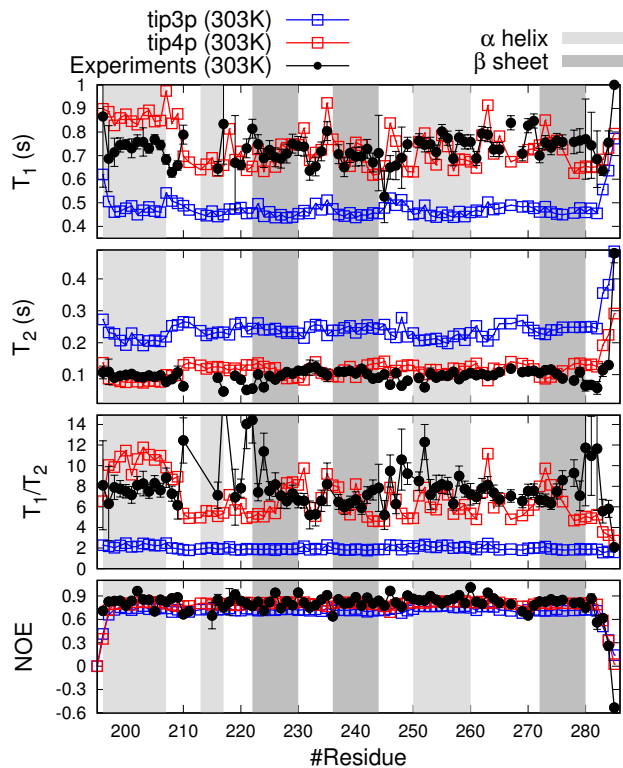 tip3p (303K)
tip4p (303K)
Experiments (303K)
α helix
β sheet
T1 (s)
1
0.9
0.8
0.7
0.6
0.5
0.4
T2 (s)
0.4
0.3
0.2
0.1
T1/T2
14
12
10
8
6
4
2
0
NOE
0.9
0.6
0.3
0
-0.3
-0.6
200 210 220 230 240 250 260 270 280
#Residue